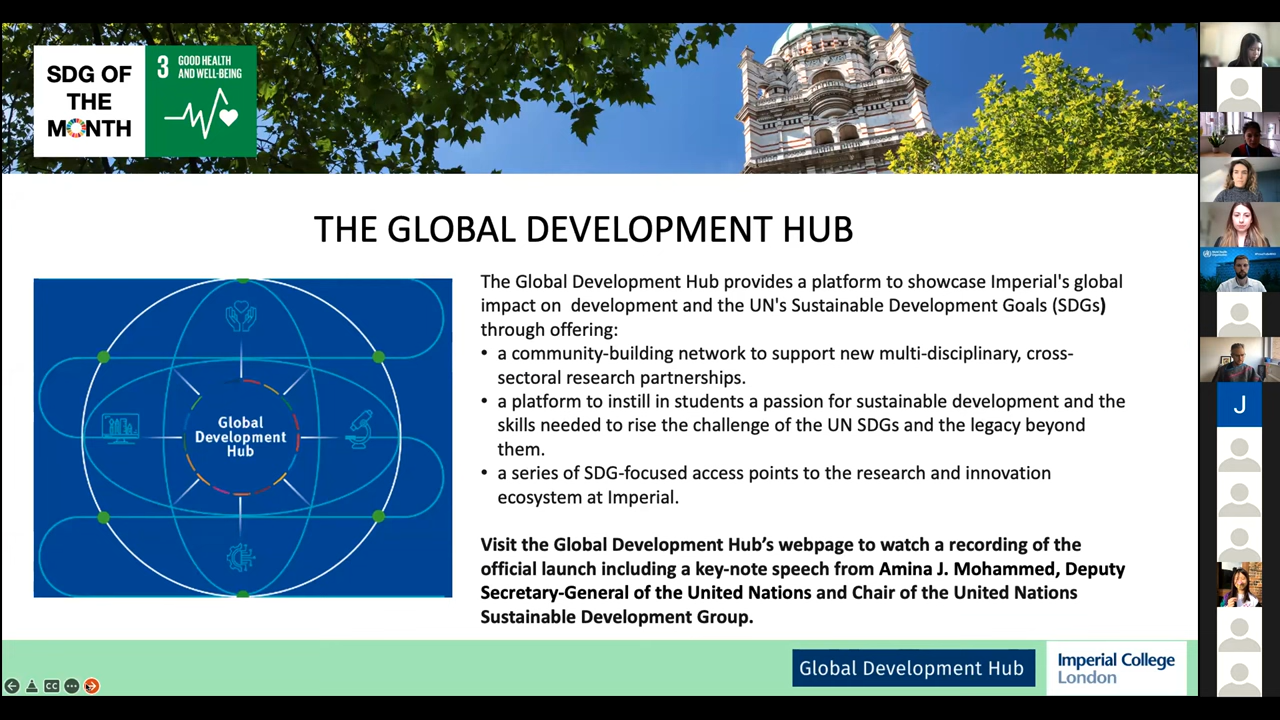 SDG OF
THE
MONTH
3 GOOD HEALTH
AND WELL-BEING
THE GLOBAL DEVELOPMENT HUB
Global
Development
Hub
The Global Development Hub provides a platform to showcase Imperial's global
impact on  development and the UN's Sustainable Development Goals (SDGs)
through offering:
• a community-building network to support new multi-disciplinary, cross-
sectoral research partnerships.
• a platform to instill in students a passion for sustainable development and the
skills needed to rise the challenge of the UN SDGs and the legacy beyond
them.
• a series of SDG-focused access points to the research and innovation
ecosystem at Imperial.
Visit the Global Development Hub’s webpage to watch a recording of the
official launch including a key-note speech from Amina J. Mohammed, Deputy
Secretary-General of the United Nations and Chair of the United Nations
Sustainable Development Group.
Global Development Hub
Imperial College
London
CC
J